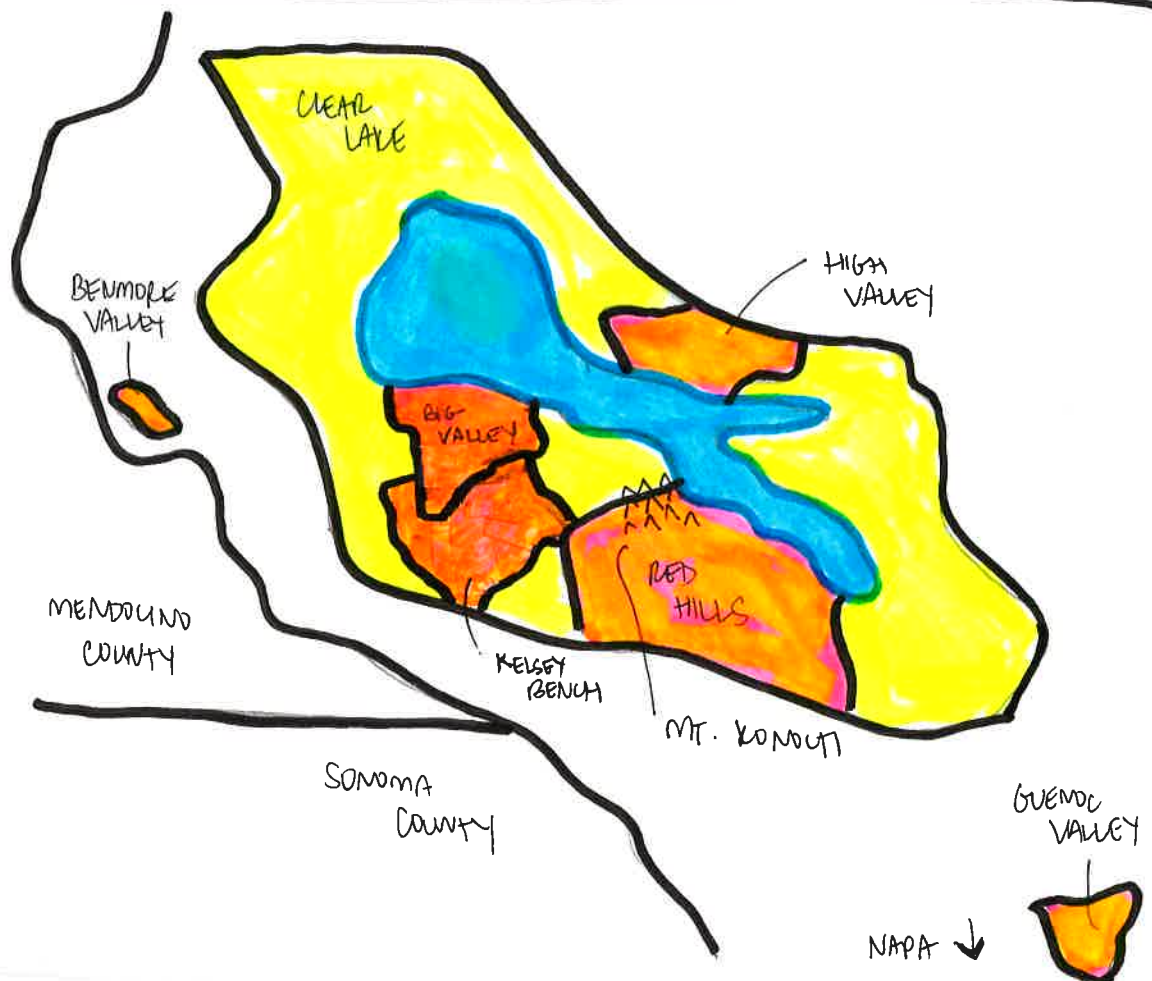 CLEAR
LAKE
HIGH
VALLEY
BENMORE
VALLEY
BIG
VALLEY
RED
HILLS
MENDOCINO
COUNTY
KELSEY
BENCH
MT. KONOCTI
SONOMA
COUNTY
GUENOC
VALLEY
NAPA ↓